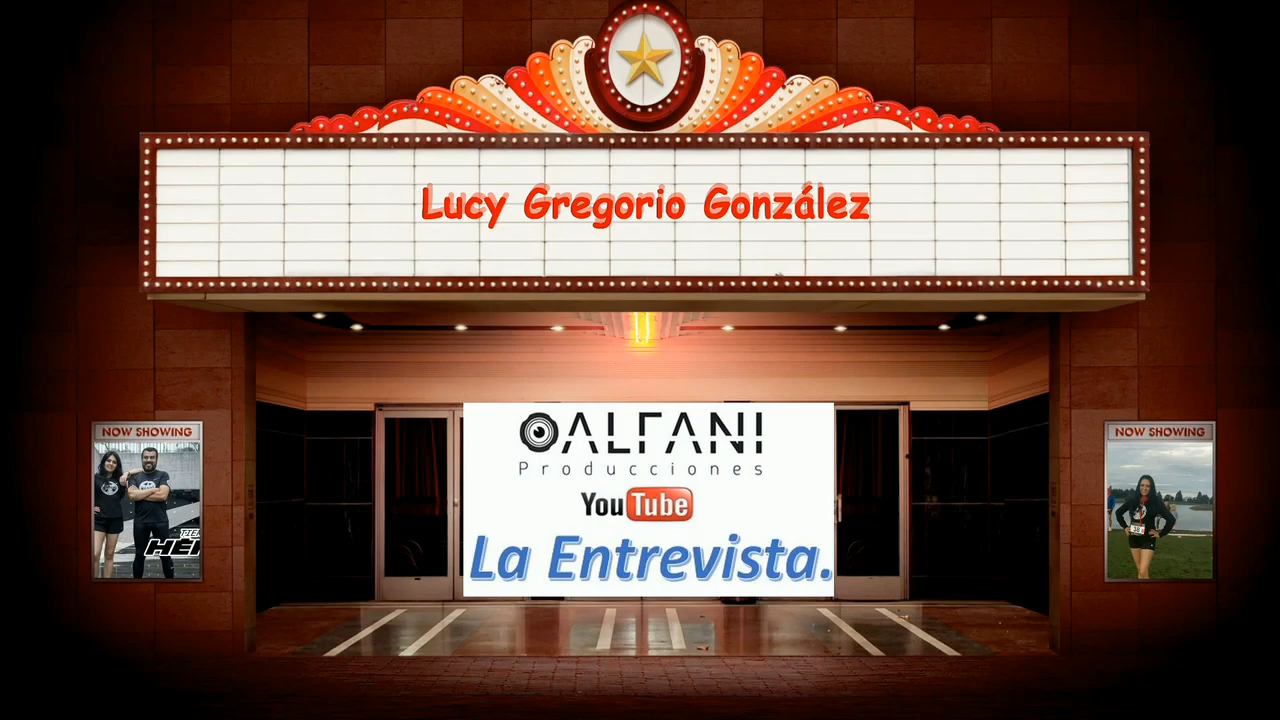 Lucy Gregorio González
NOW SHOWING
NOW SHOWING
ALFANI
Producciones
YouTube
La Entrevista.